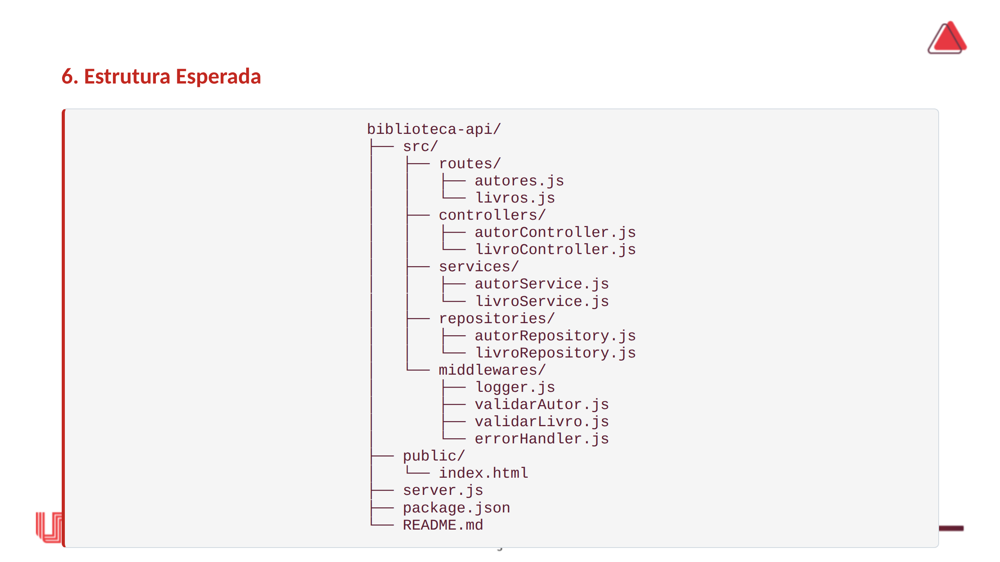 6. Estrutura Esperada
biblioteca-api/
├── src/
│   ├── routes/
│   │   ├── autores.js
│   │   └── livros.js
│   ├── controllers/
│   │   ├── autorController.js
│   │   └── livroController.js
│   ├── services/
│   │   ├── autorService.js
│   │   └── livroService.js
│   ├── repositories/
│   │   ├── autorRepository.js
│   │   └── livroRepository.js
│   └── middlewares/
│       ├── logger.js
│       ├── validarAutor.js
│       ├── validarLivro.js
│       └── errorHandler.js
├── public/
│   └── index.html
├── server.js
├── package.json
└── README.md